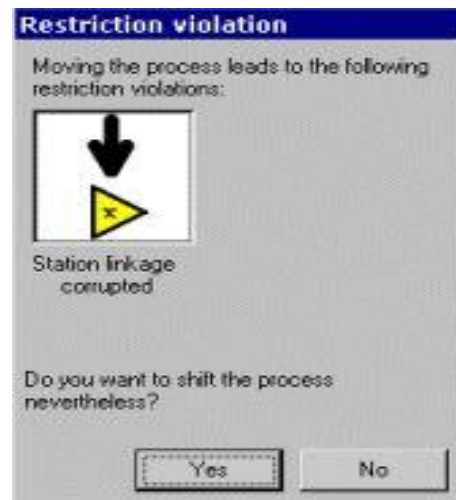 Restriction violation
Moving the process leads to the following
restriction violations:
x
Station linkage
corrupted
Do you want to shift the process
nevertheless?
Yes
No